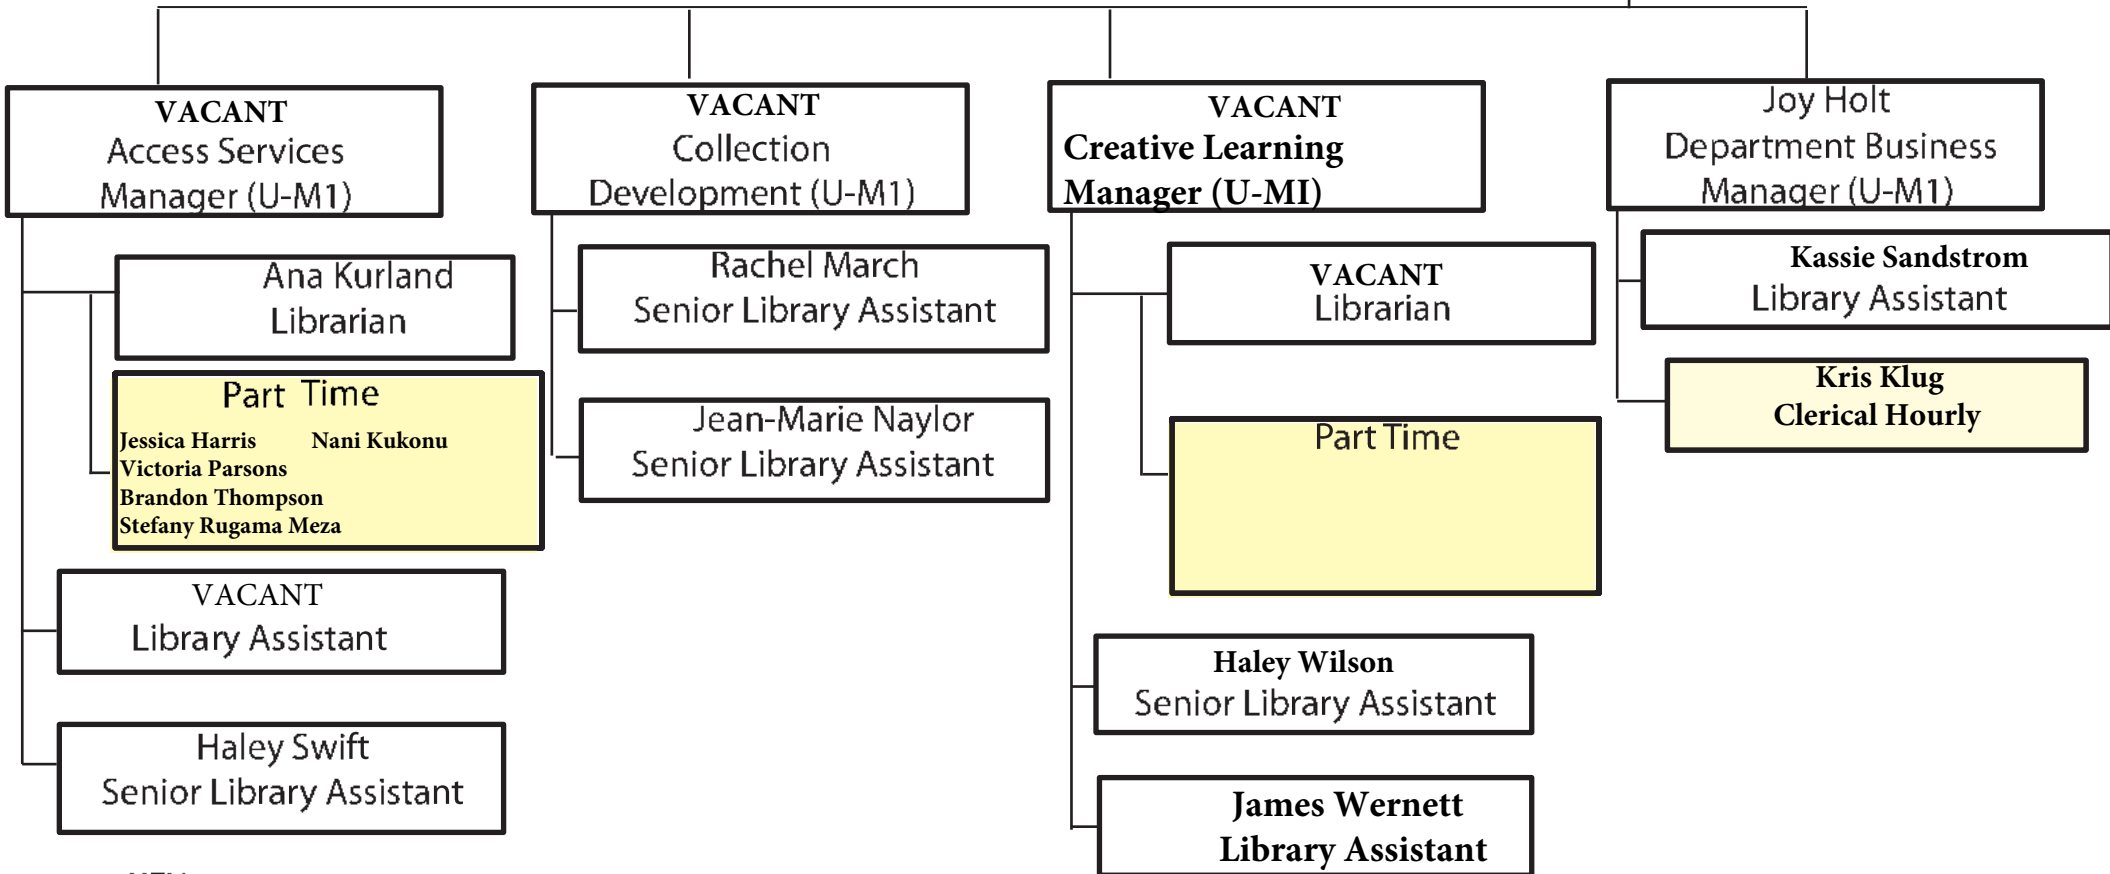 VACANT
Access Services
Manager (U-M1)
Ana Kurland
Librarian
Part Time
Jessica Harris Nani Kukonu
Victoria Parsons
Brandon Thompson
Stefany Rugama Meza
VACANT
Library Assistant
Haley Swift
Senior Library Assistant
VACANT
Collection
Development (U-M1)
Rachel March
Senior Library Assistant
Jean-Marie Naylor
Senior Library Assistant
VACANT
Creative Learning
Manager (U-MI)
VACANT
Librarian
Part Time
Haley Wilson
Senior Library Assistant
James Wernett
Library Assistant
Joy Holt
Department Business
Manager (U-M1)
Kassie Sandstrom
Library Assistant
Kris Klug
Clerical Hourly